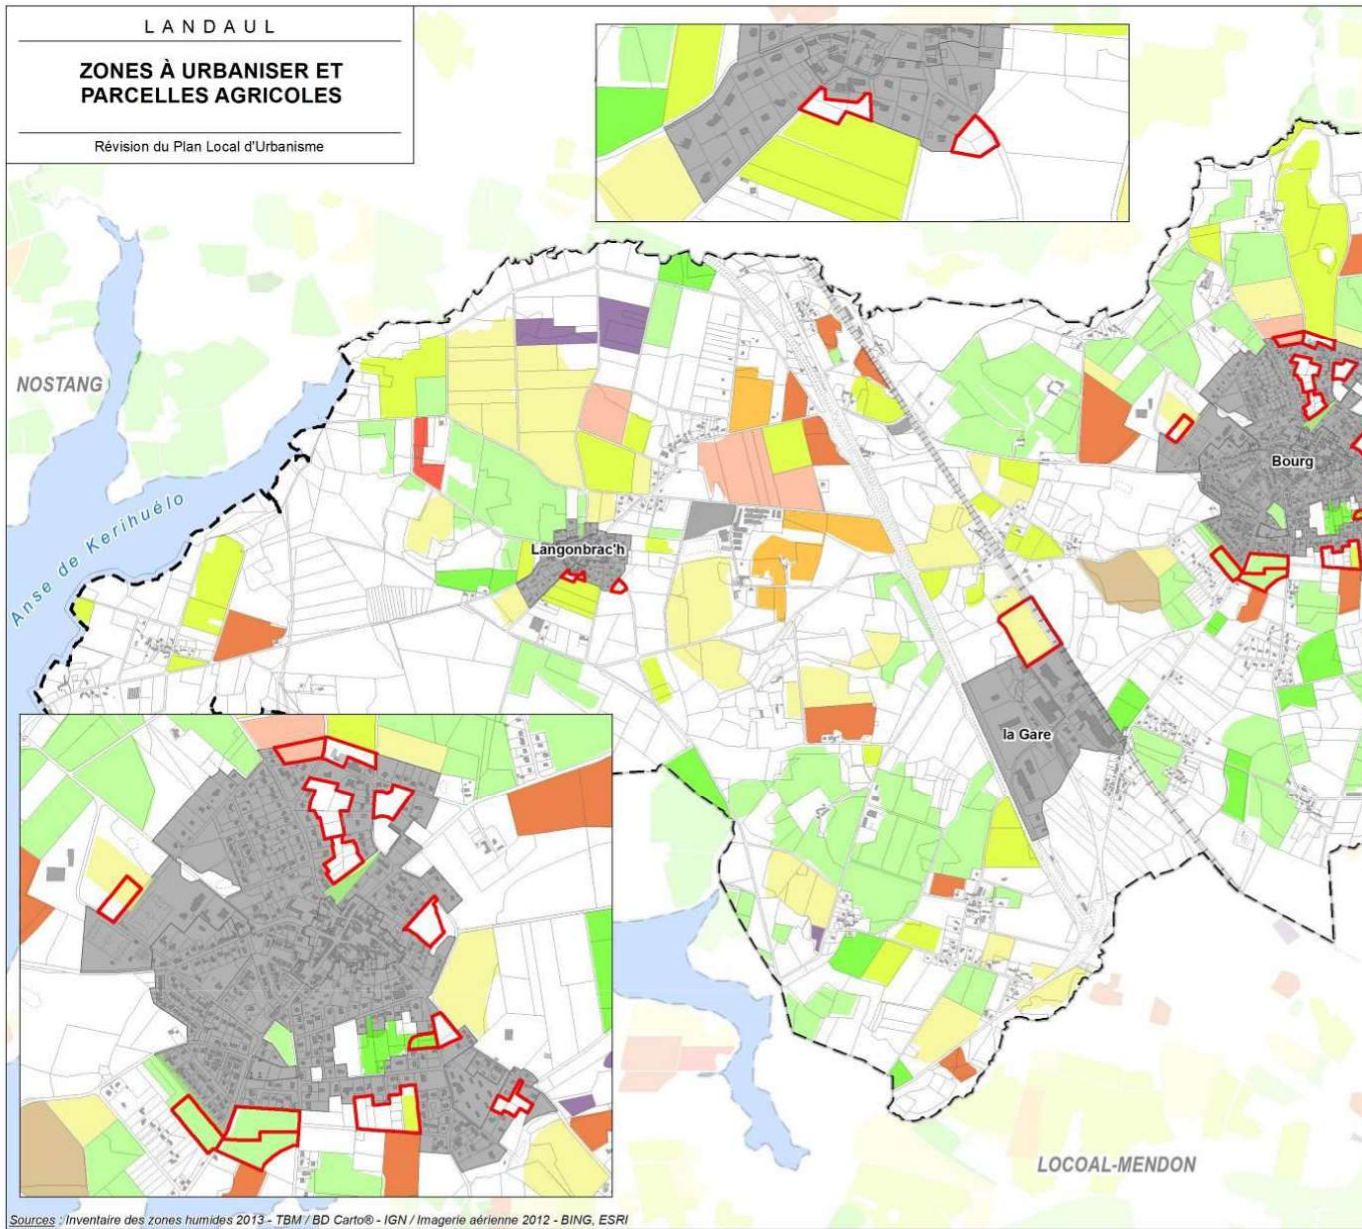 LANDAUL
ZONES À URBANISER ET
PARCELLES AGRICOLES
Révision du Plan Local d'Urbanisme
NOSTANG
Anse de Kerihuélo
Langonbrac'h
Bourg
la Gare
LOCOAL-MENDON
Sources : Inventaire des zones humides 2013 - TBM / BD Carto® - IGN / Imagerie aérienne 2012 - BING, ESRI